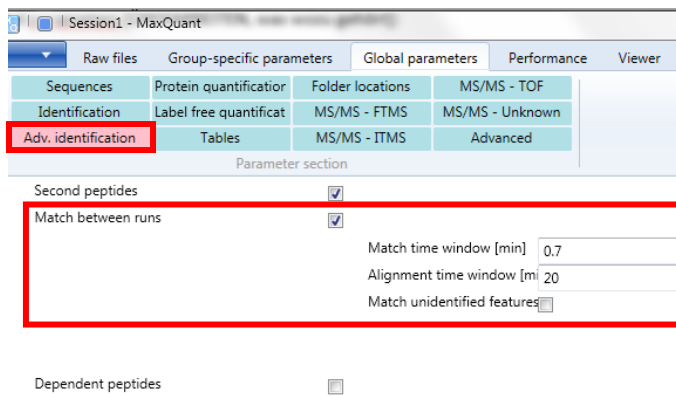 Session1 - MaxQuant
Raw files Group-specific parameters Global parameters Performance Viewer
Sequences Protein quantification Folder locations MS/MS - TOF
Identification Label free quantificat MS/MS - FTMS MS/MS - Unknown
Adv. identification Tables MS/MS - ITMS Advanced
Parameter section
Second peptides
Match between runs
Match time window [min] 0.7
Alignment time window [mi 20
Match unidentified features
Dependent peptides